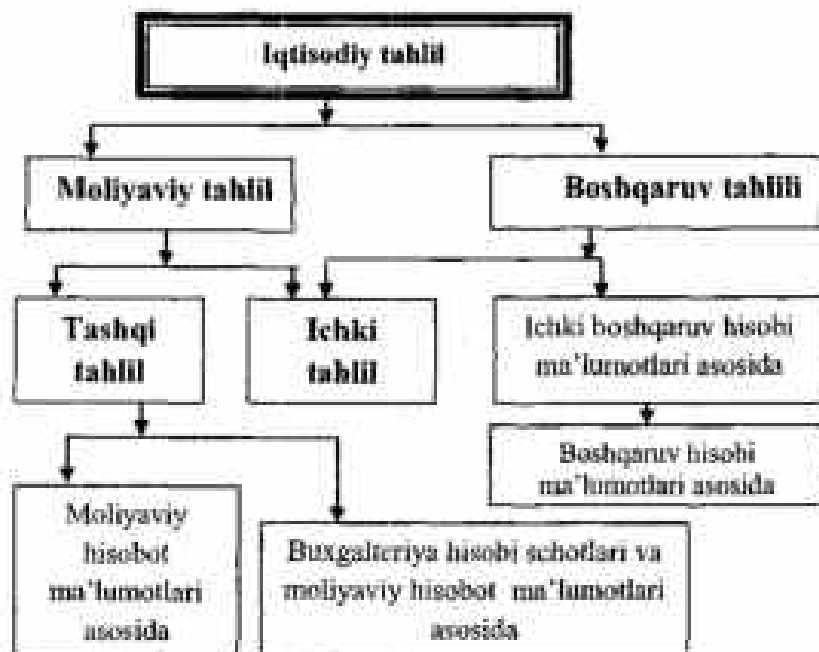 Iqtisodiy tahlil
Moliyaviy tahlil
Boshqaruv tahlili
Tashqi
tahlil
Ichki
tahlil
Ichki boshqaruv hisobi
ma'lumotlari asosida
Boshqaruv hisobi
ma'lumotlari asosida
Moliyaviy
hisobot
ma'lumotlari
asosida
Buxgalteriya hisobi schotlari va
moliyaviy hisobot ma'lumotlari
asosida